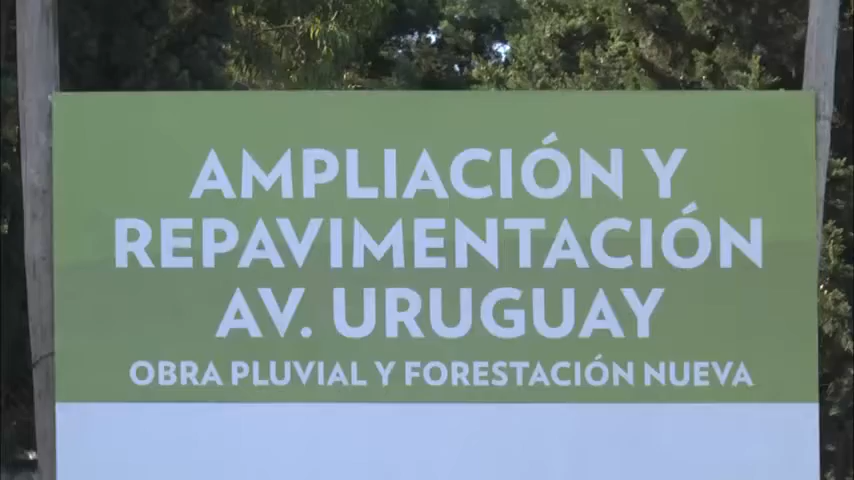 AMPLIACIÓN Y
REPAVIMENTACIÓN
AV. URUGUAY
OBRA PLUVIAL Y FORESTACIÓN NUEVA